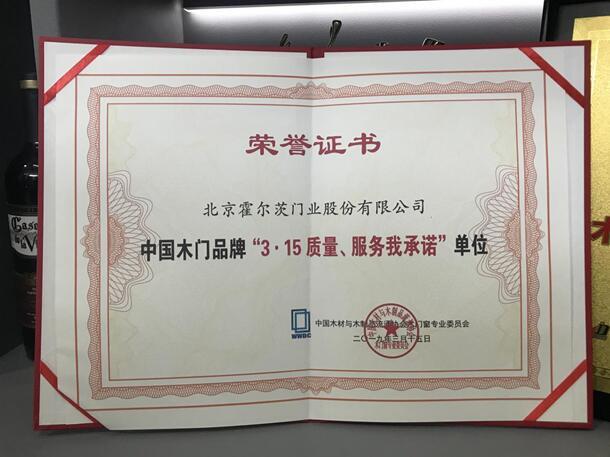 荣誉证书
北京霍尔茨门业股份有限公司
中国木门品牌“3·15质量、服务我承诺”单位
WWDC
中国木材与木制品流通协会木门窗专业委员会
二〇一九年三月十五日